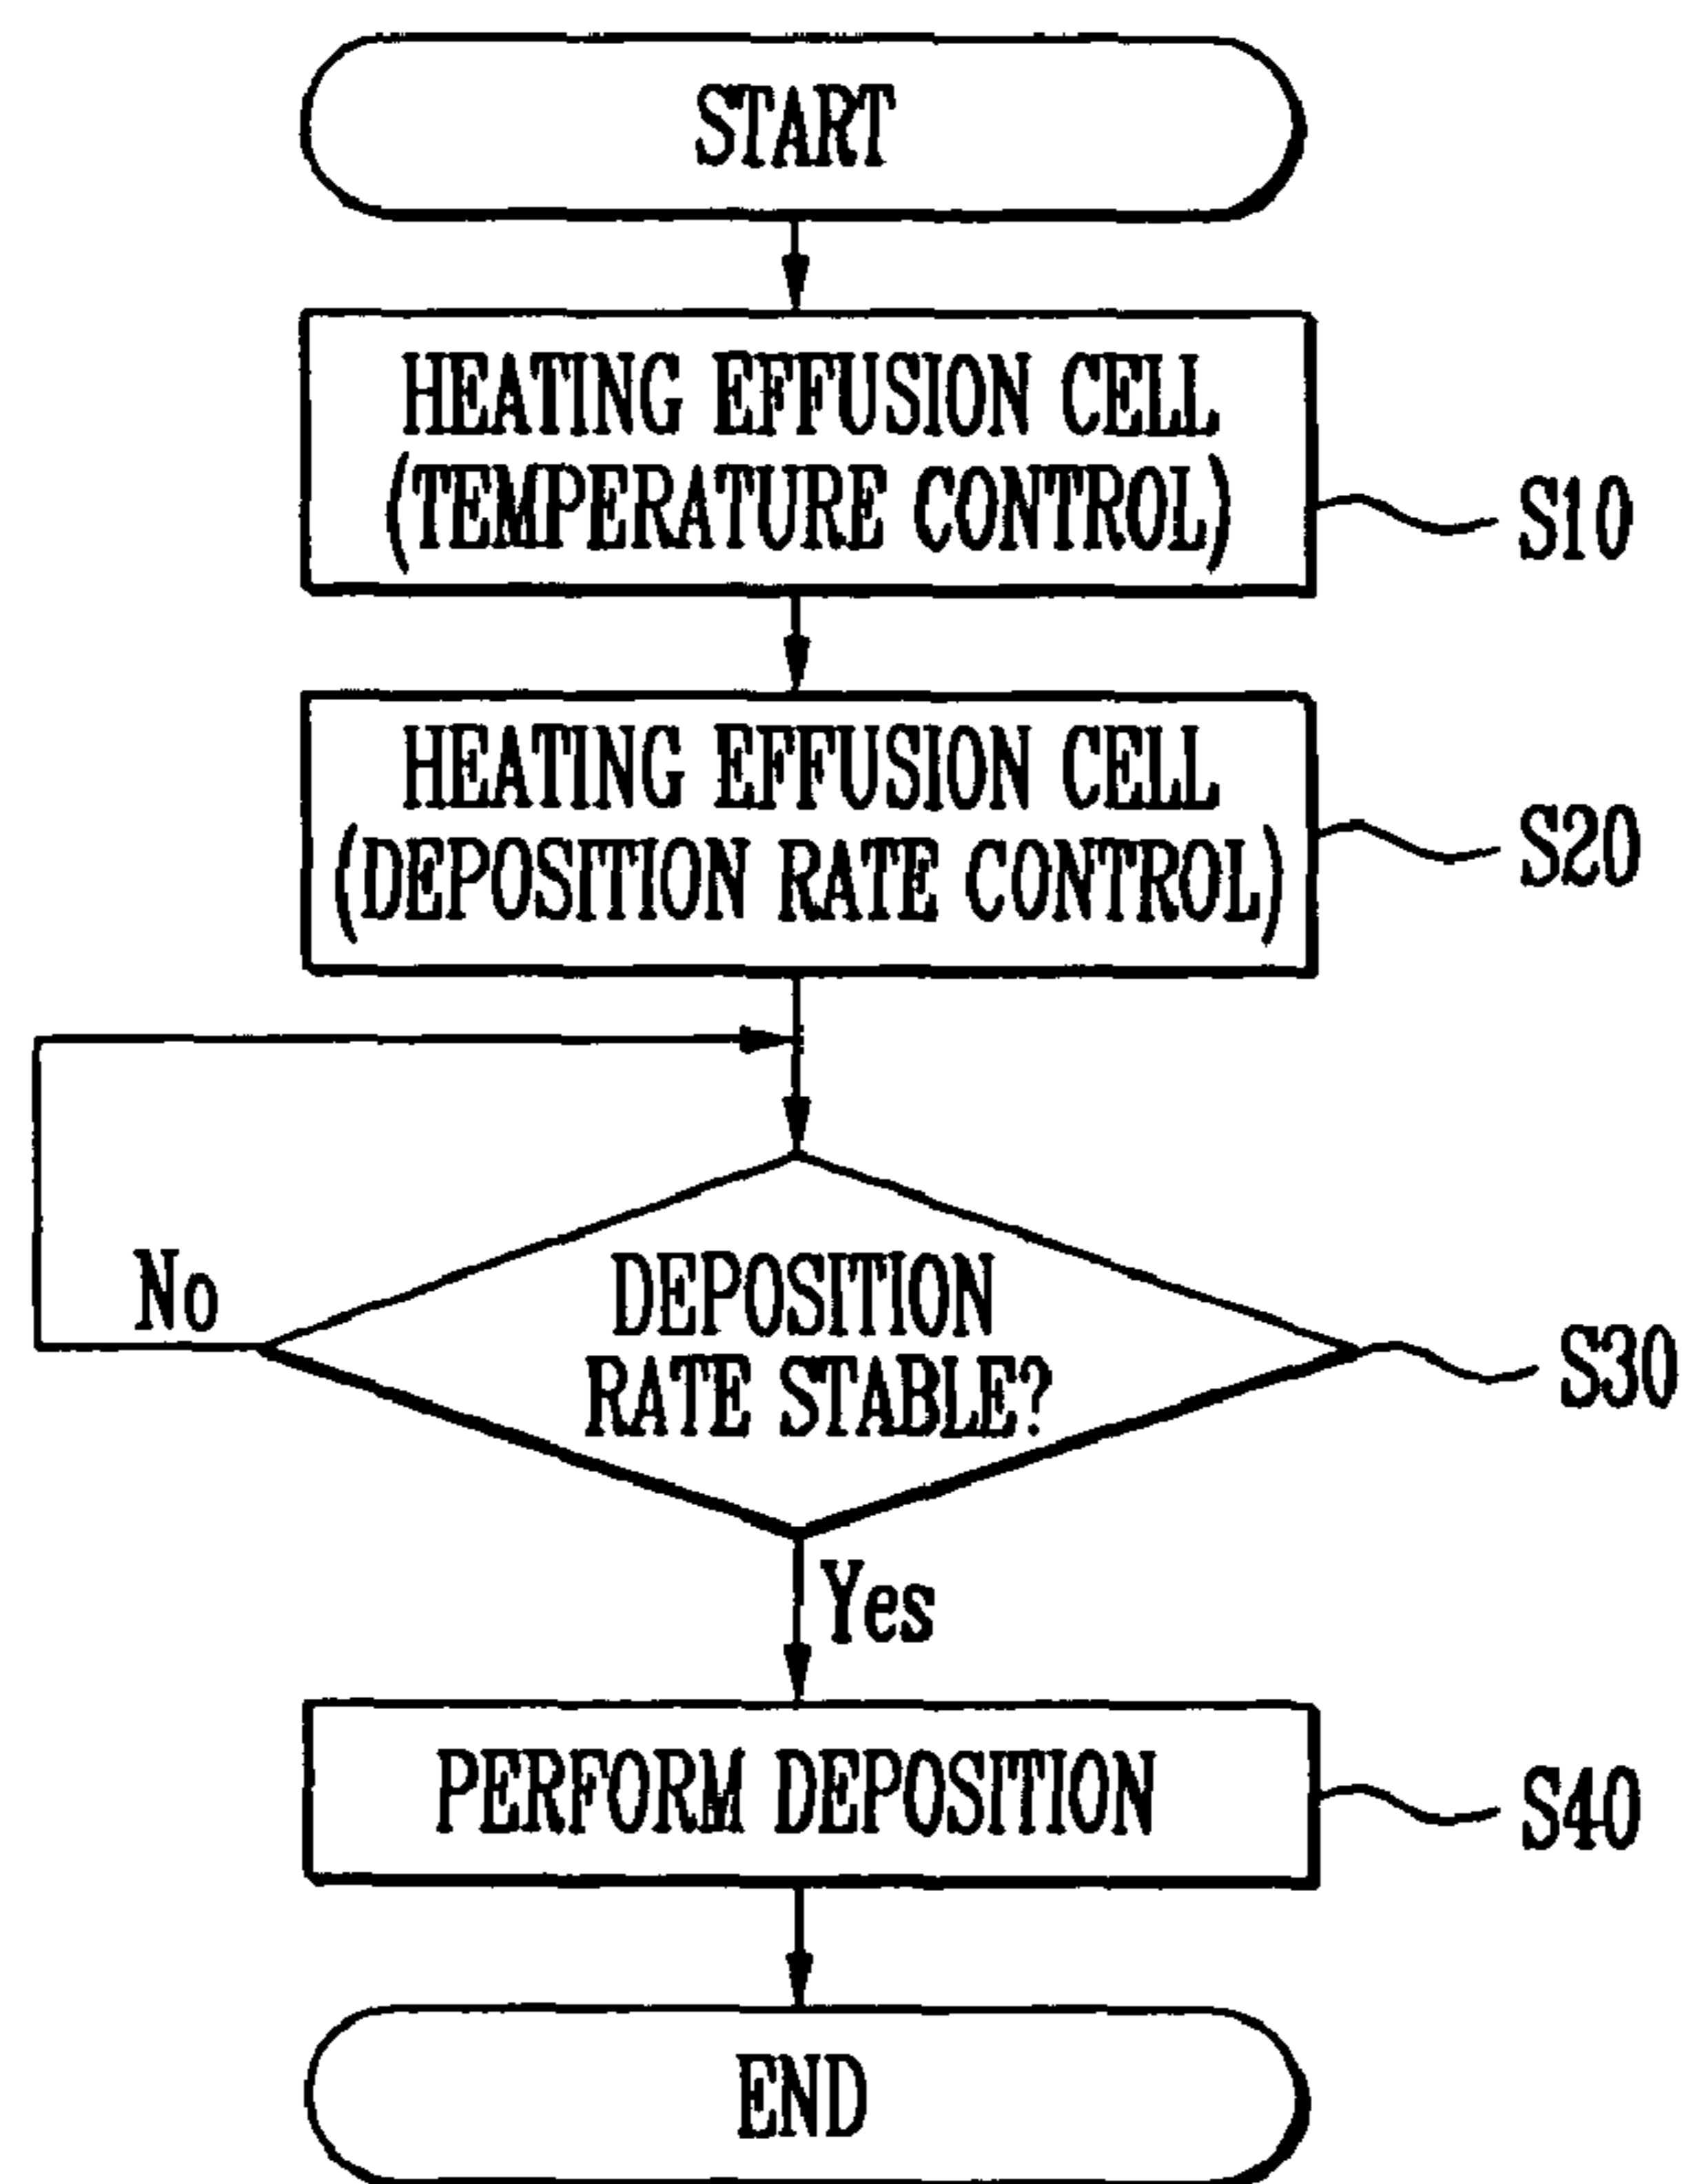 START
HEATING EFFUSION CELL
(TEMPERATURE CONTROL)
S10
HEATING EFFUSION CELL
(DEPOSITION RATE CONTROL)
S20
No
DEPOSITION
RATE STABLE?
S30
Yes
PERFORM DEPOSITION
S40
END